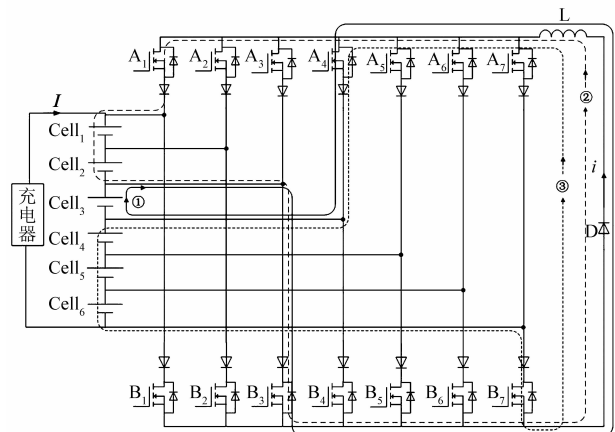 L
A₁ A₂ A₃ A₄ A₅ A₆ A₇
②
I
Cell₁
Cell₂
③
i
充电器
Cell₃
①
D
Cell₄
Cell₅
Cell₆
B₁ B₂ B₃ B₄ B₅ B₆ B₇